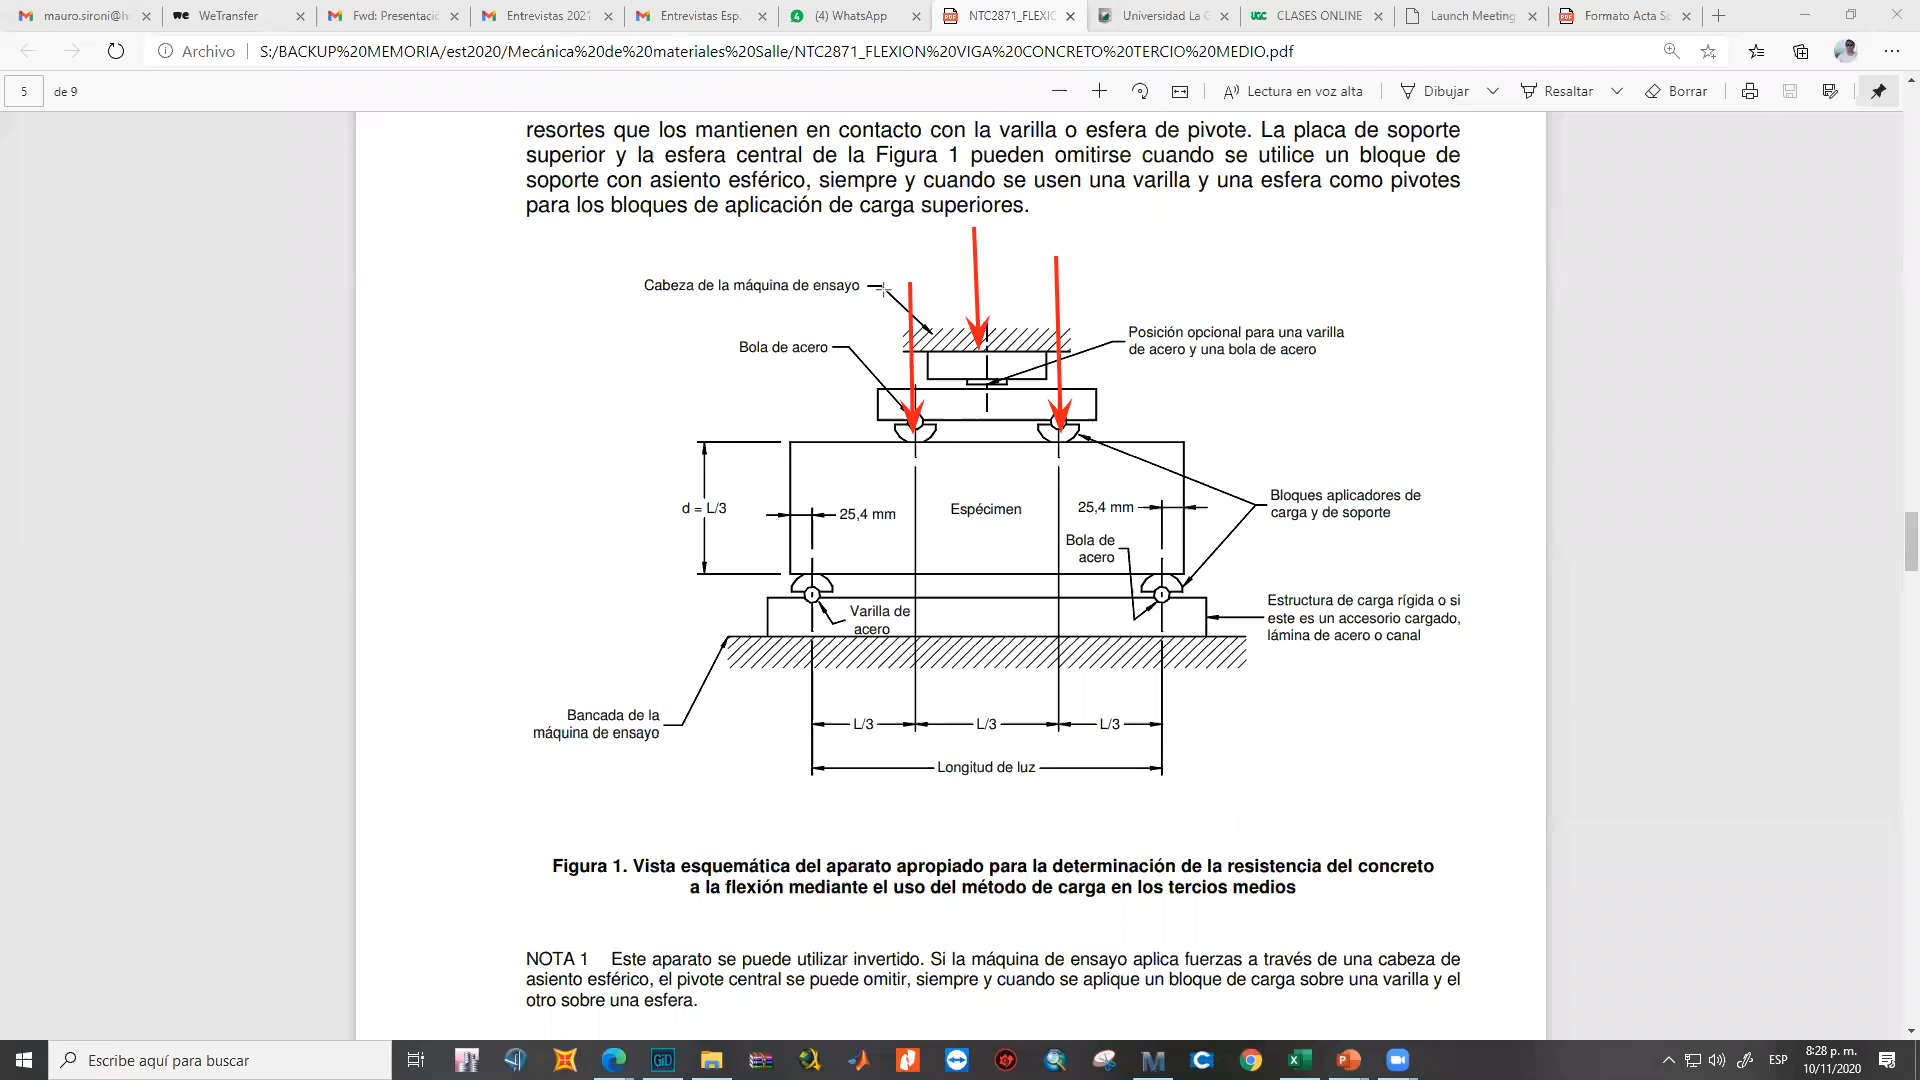 mauro.sironi@h
WeTransfer
Fwd: Presentaci
Entrevistas 2021
Entrevistas Esp.
(4) WhatsApp
NTC2871_FLEXIC
Universidad La G
UGC CLASES ONLINE
Launch Meeting
Formato Acta S
Archivo
S:/BACKUP%20MEMORIA/est2020/Mecánica%20de%20materiales%20Salle/NTC2871_FLEXION%20VIGA%20CONCRETO%20TERCIO%20MEDIO.pdf
5 de 9
Lectura en voz alta
Dibujar
Resaltar
Borrar
resortes que los mantienen en contacto con la varilla o esfera de pivote. La placa de soporte
superior y la esfera central de la Figura 1 pueden omitirse cuando se utilice un bloque de
soporte con asiento esférico, siempre y cuando se usen una varilla y una esfera como pivotes
para los bloques de aplicación de carga superiores.
Cabeza de la máquina de ensayo
Bola de acero
Posición opcional para una varilla
de acero y una bola de acero
d = L/3
25,4 mm
Espécimen
25,4 mm
Bloques aplicadores de
carga y de soporte
Bola de
acero
Varilla de
acero
Estructura de carga rígida o si
este es un accesorio cargado,
lámina de acero o canal
Bancada de la
máquina de ensayo
L/3 L/3 L/3
Longitud de luz
Figura 1. Vista esquemática del aparato apropiado para la determinación de la resistencia del concreto
a la flexión mediante el uso del método de carga en los tercios medios
NOTA 1 Este aparato se puede utilizar invertido. Si la máquina de ensayo aplica fuerzas a través de una cabeza de
asiento esférico, el pivote central se puede omitir, siempre y cuando se aplique un bloque de carga sobre una varilla y el
otro sobre una esfera.
Escribe aquí para buscar
GiD
ESP
8:28 p. m.
10/11/2020